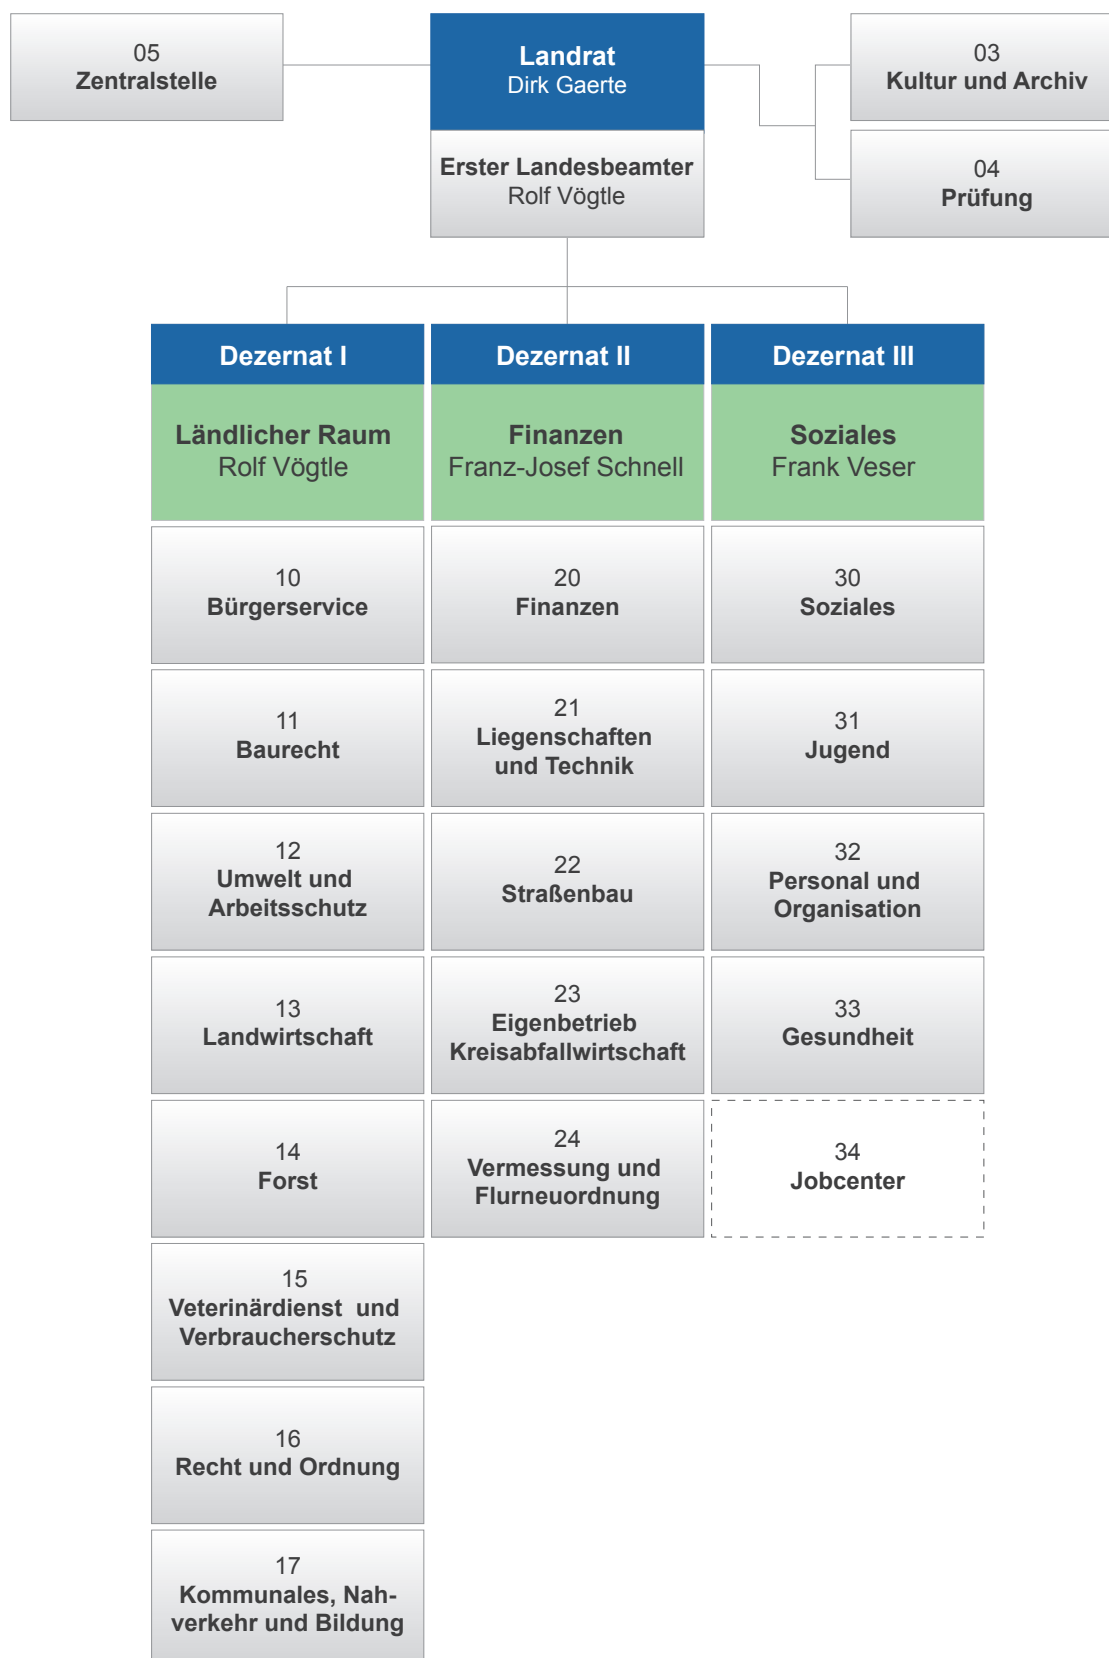 05
Zentralstelle
Landrat
Dirk Gaerte
Erster Landesbeamter
Rolf Vögtle
03
Kultur und Archiv
04
Prüfung
Dezernat I
Ländlicher Raum
Rolf Vögtle
10
Bürgerservice
11
Baurecht
12
Umwelt und
Arbeitsschutz
13
Landwirtschaft
14
Forst
15
Veterinärdienst und
Verbraucherschutz
16
Recht und Ordnung
17
Kommunales, Nah-
verkehr und Bildung
Dezernat II
Finanzen
Franz-Josef Schnell
20
Finanzen
21
Liegenschaften
und Technik
22
Straßenbau
23
Eigenbetrieb
Kreisabfallwirtschaft
24
Vermessung und
Flurneuordnung
Dezernat III
Soziales
Frank Veser
30
Soziales
31
Jugend
32
Personal und
Organisation
33
Gesundheit
34
Jobcenter